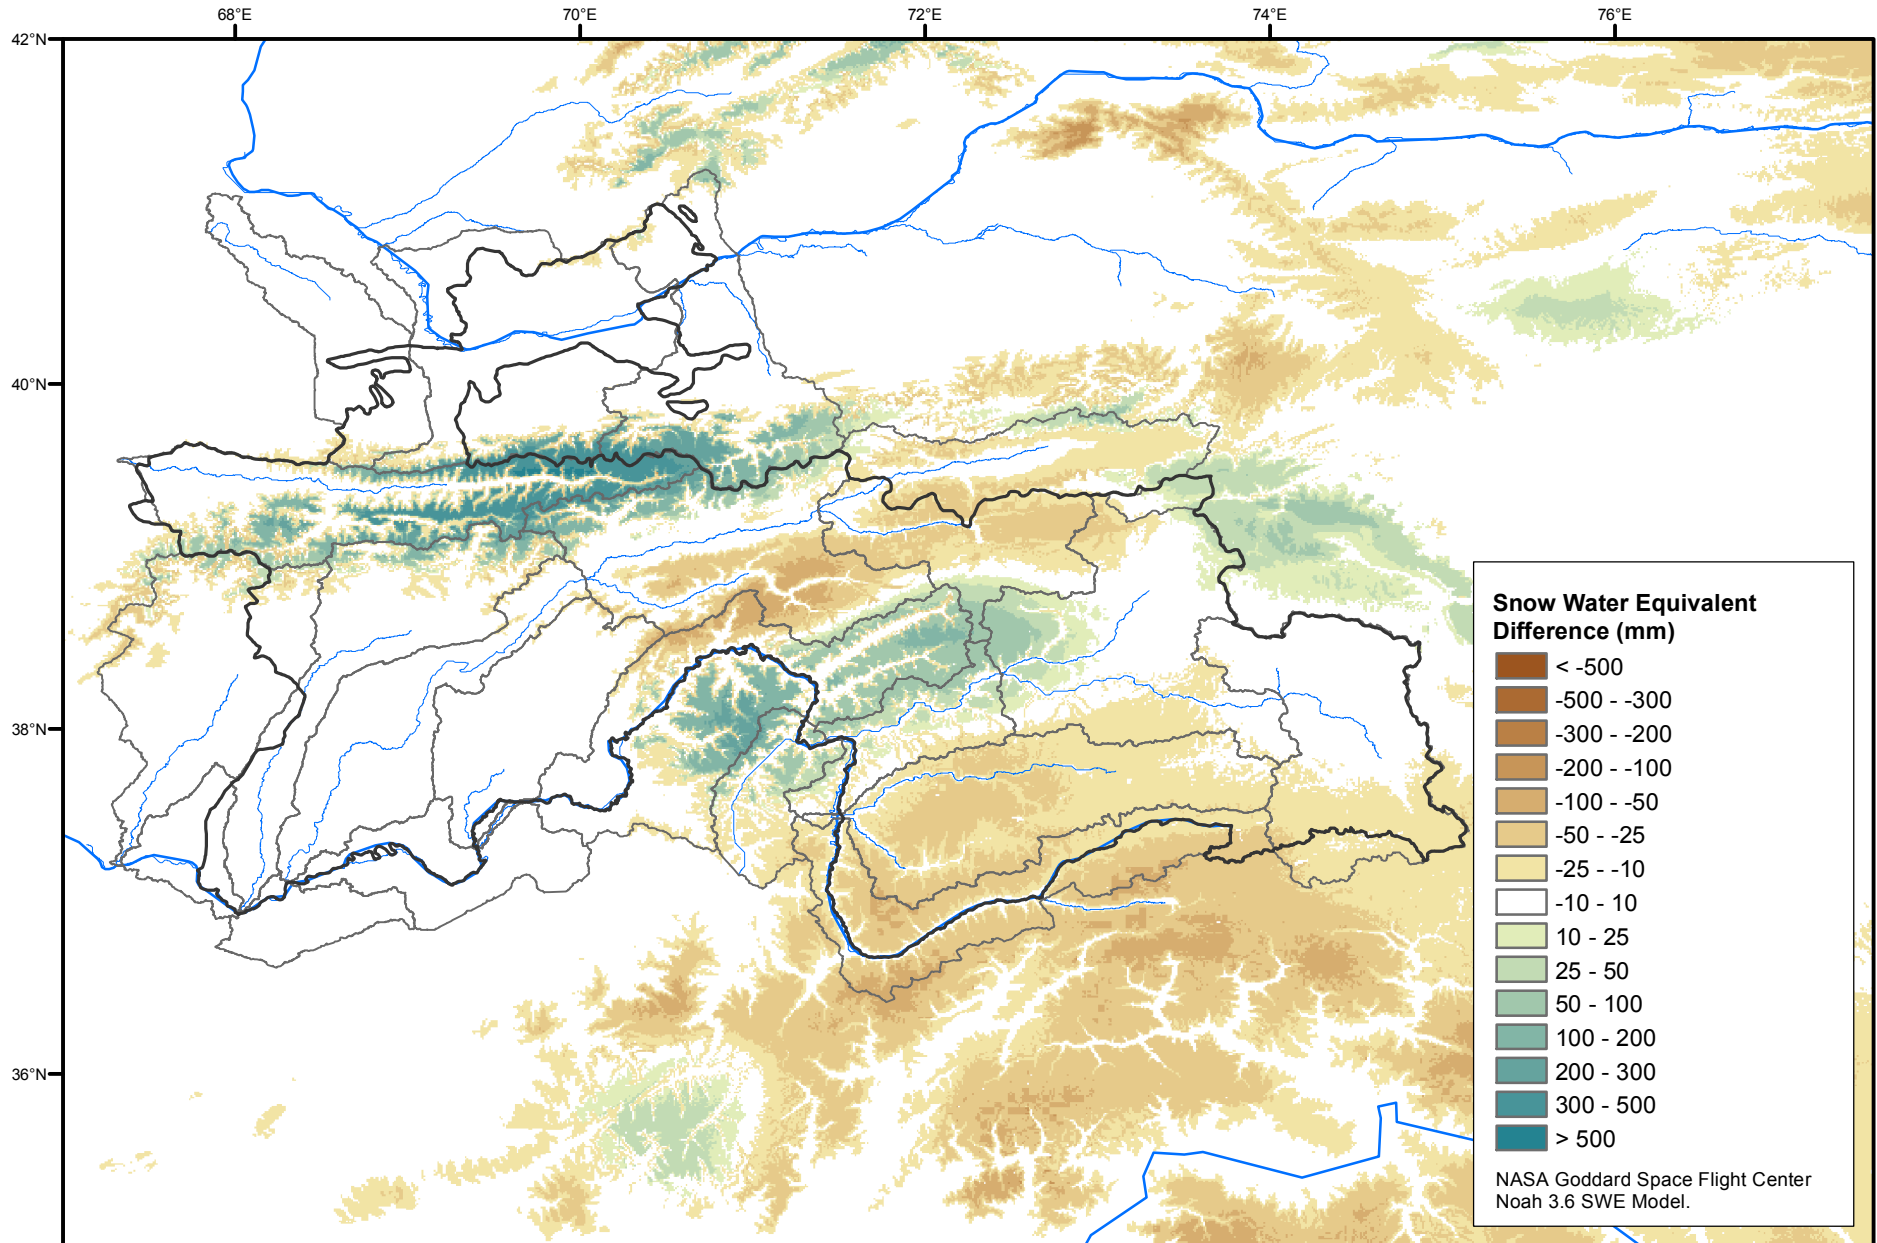 68°E
70°E
72°E
74°E
76°E
42°N
40°N
38°N
36°N
Snow Water Equivalent
Difference (mm)
< -500
-500 - -300
-300 - -200
-200 - -100
-100 - -50
-50 - -25
-25 - -10
-10 - 10
10 - 25
25 - 50
50 - 100
100 - 200
200 - 300
300 - 500
> 500
NASA Goddard Space Flight Center
Noah 3.6 SWE Model.